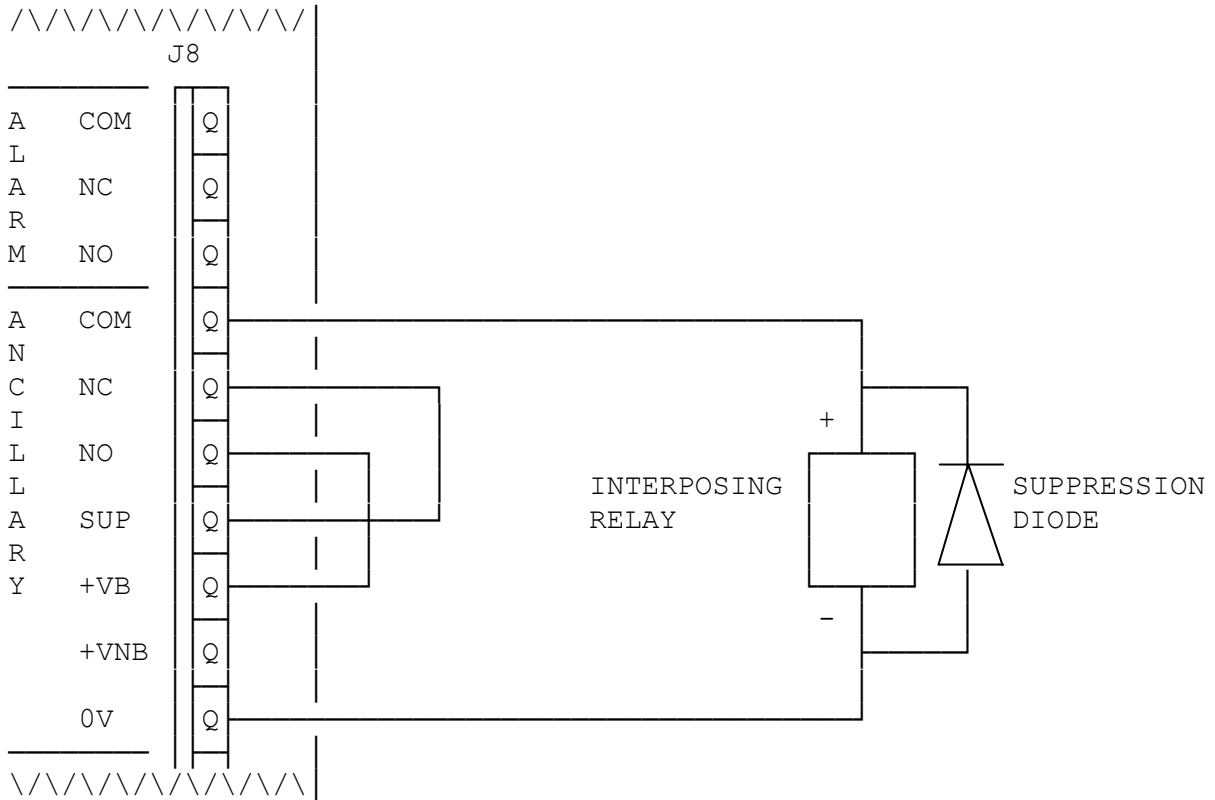 J8
A COM Q
L
A NC Q
R
M NO Q
A COM Q
N
C NC Q
I +
L NO Q
L INTERPOSING SUPPRESSION
A SUP Q RELAY DIODE
R
Y +VB Q
-
+VNB Q
0V Q